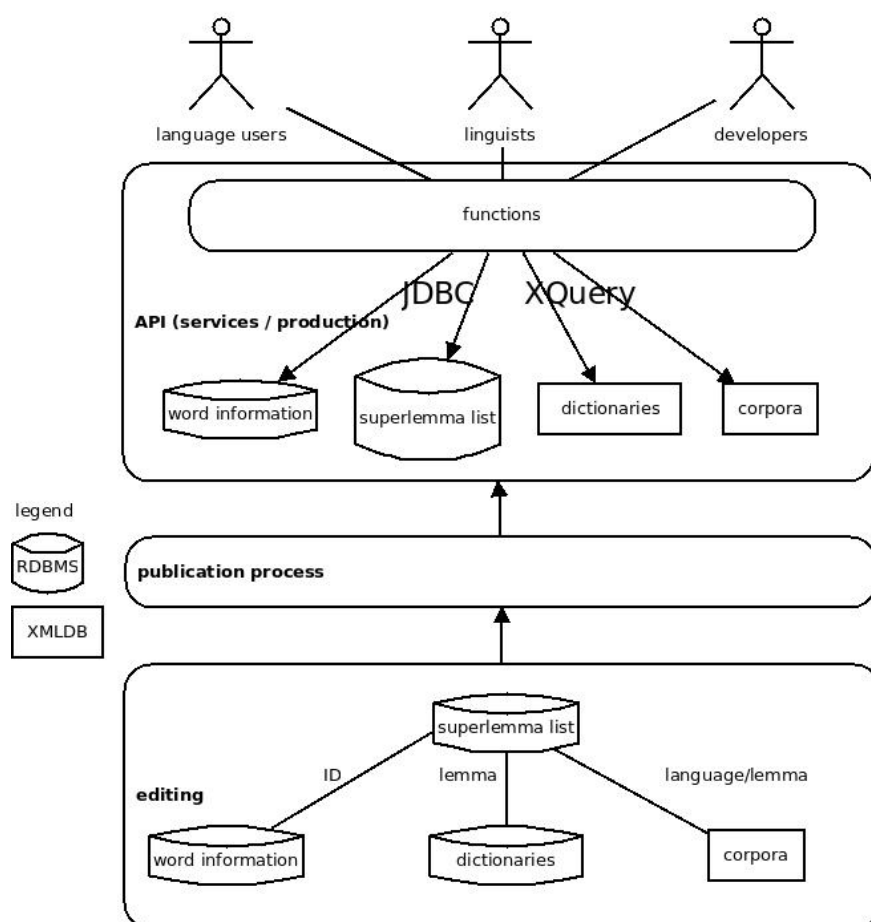 language users
linguists
developers
functions
JDBC
XQuery
API (services / production)
word information
superlemma list
dictionaries
corpora
legend
RDBMS
publication process
XMLDB
superlemma list
ID
lemma
language/lemma
editing
word information
dictionaries
corpora